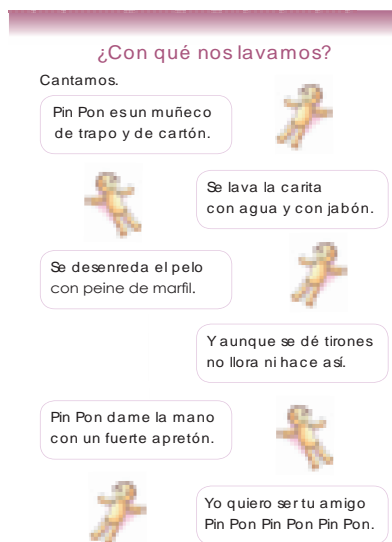 ¿Con qué nos lavamos?
Cantamos.
Pin Pon es un muñeco
de trapo y de cartón.
Se lava la carita
con agua y con jabón.
Se desenreda el pelo
con peine de marfil.
Y aunque se dé tirones
no llora ni hace así.
Pin Pon dame la mano
con un fuerte apretón.
Yo quiero ser tu amigo
Pin Pon Pin Pon Pin Pon.